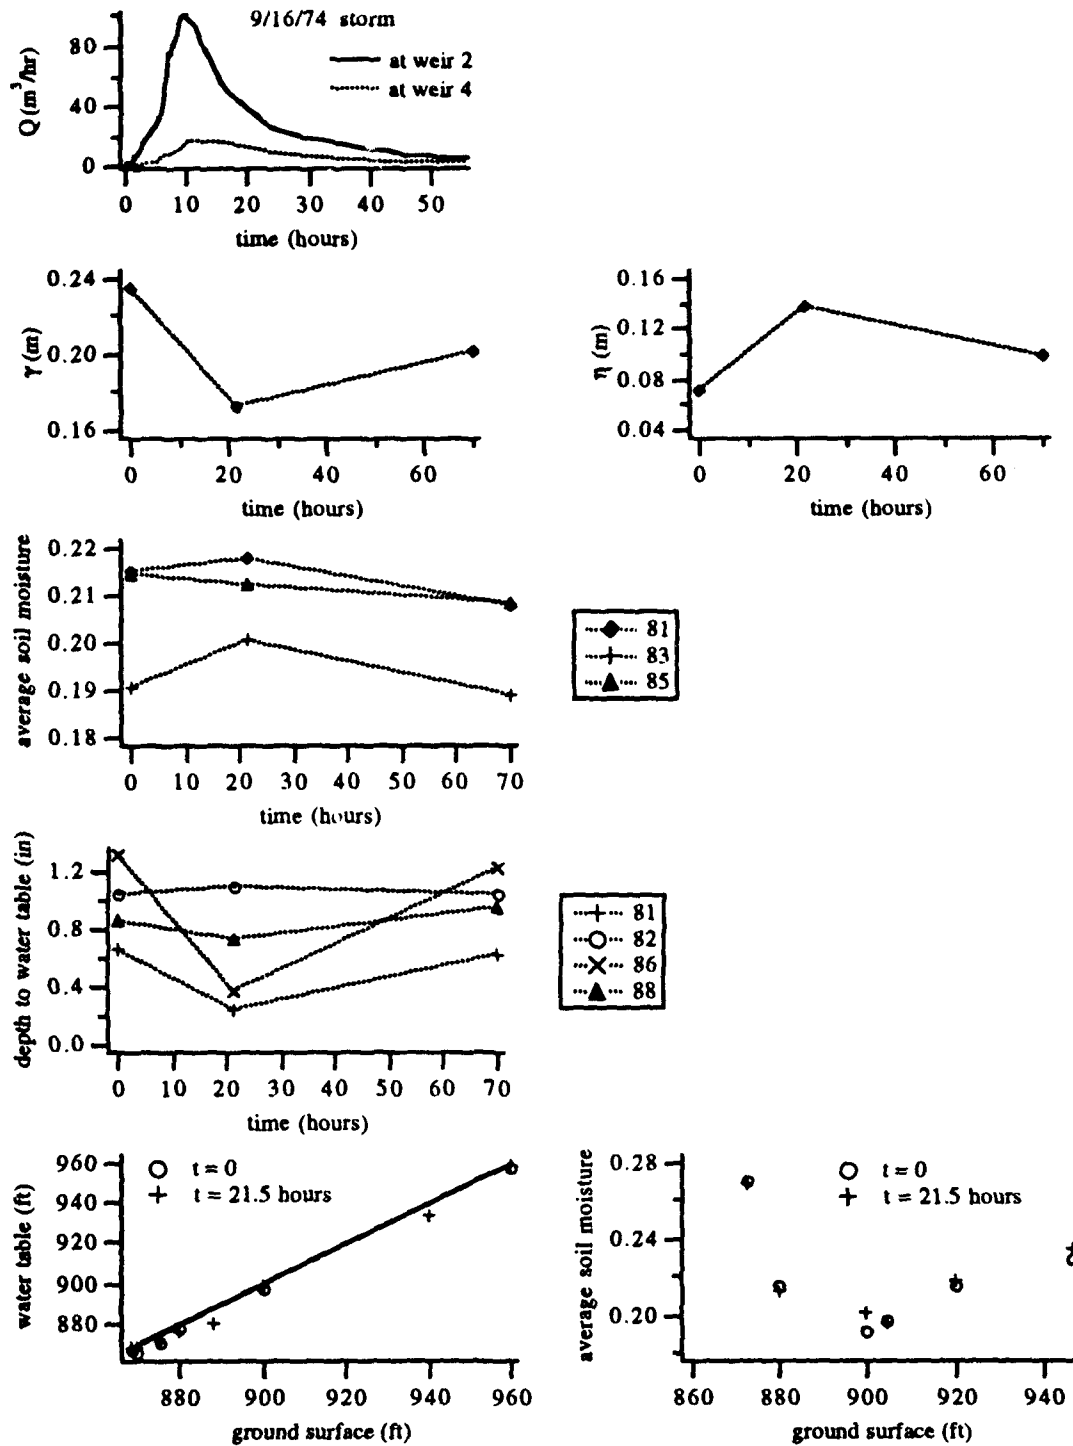 9/16/74 storm
at weir 2
at weir 4
Q (m³/hr)
80
40
0
0 10 20 30 40 50
time (hours)
γ (m)
0.24
0.20
0.16
0 20 40 60
time (hours)
η (m)
0.16
0.12
0.08
0.04
0 20 40 60
time (hours)
average soil moisture
0.22
0.21
0.20
0.19
0.18
0 10 20 30 40 50 60 70
time (hours)
81
83
85
depth to water table (in)
1.2
0.8
0.4
0.0
0 10 20 30 40 50 60 70
time (hours)
81
82
86
88
water table (ft)
960
940
920
900
880
t = 0
t = 21.5 hours
880 900 920 940 960
ground surface (ft)
average soil moisture
0.28
0.24
0.20
t = 0
t = 21.5 hours
860 880 900 920 940
ground surface (ft)